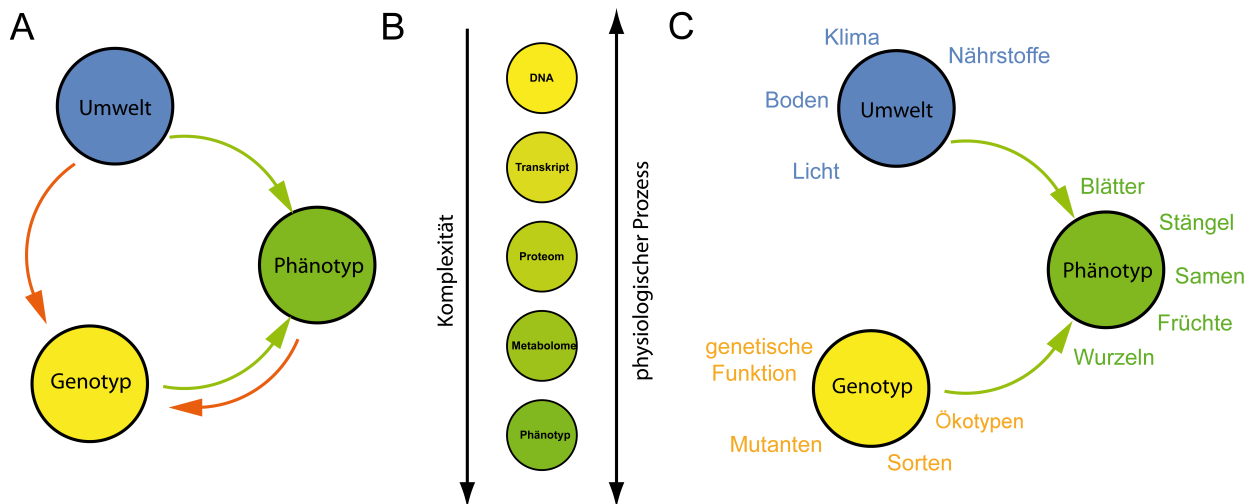 A
Umwelt
Phänotyp
Genotyp
B
Komplexität
DNA
Transkript
Proteom
Metabolome
Phänotyp
physiologischer Prozess
C
Klima
Nährstoffe
Boden
Umwelt
Licht
Blätter
Stängel
Phänotyp
Samen
Früchte
Wurzeln
genetische
Funktion
Genotyp
Ökotypen
Mutanten
Sorten